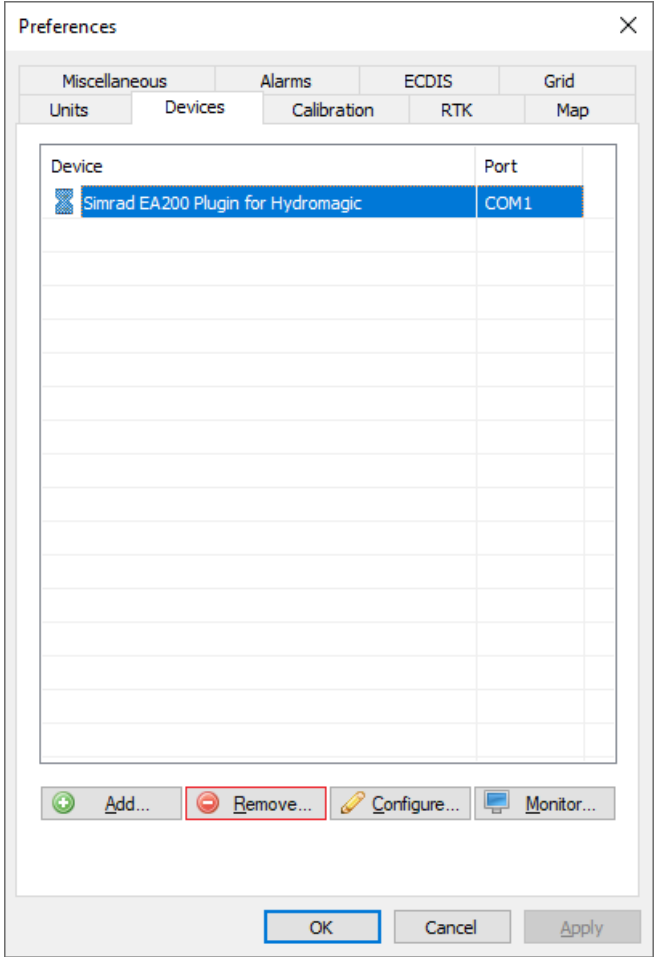 Preferences
Miscellaneous Alarms ECDIS Grid
Units Devices Calibration RTK Map
Device Port
Simrad EA200 Plugin for Hydromagic COM1
Add... Remove... Configure... Monitor...
OK Cancel Apply